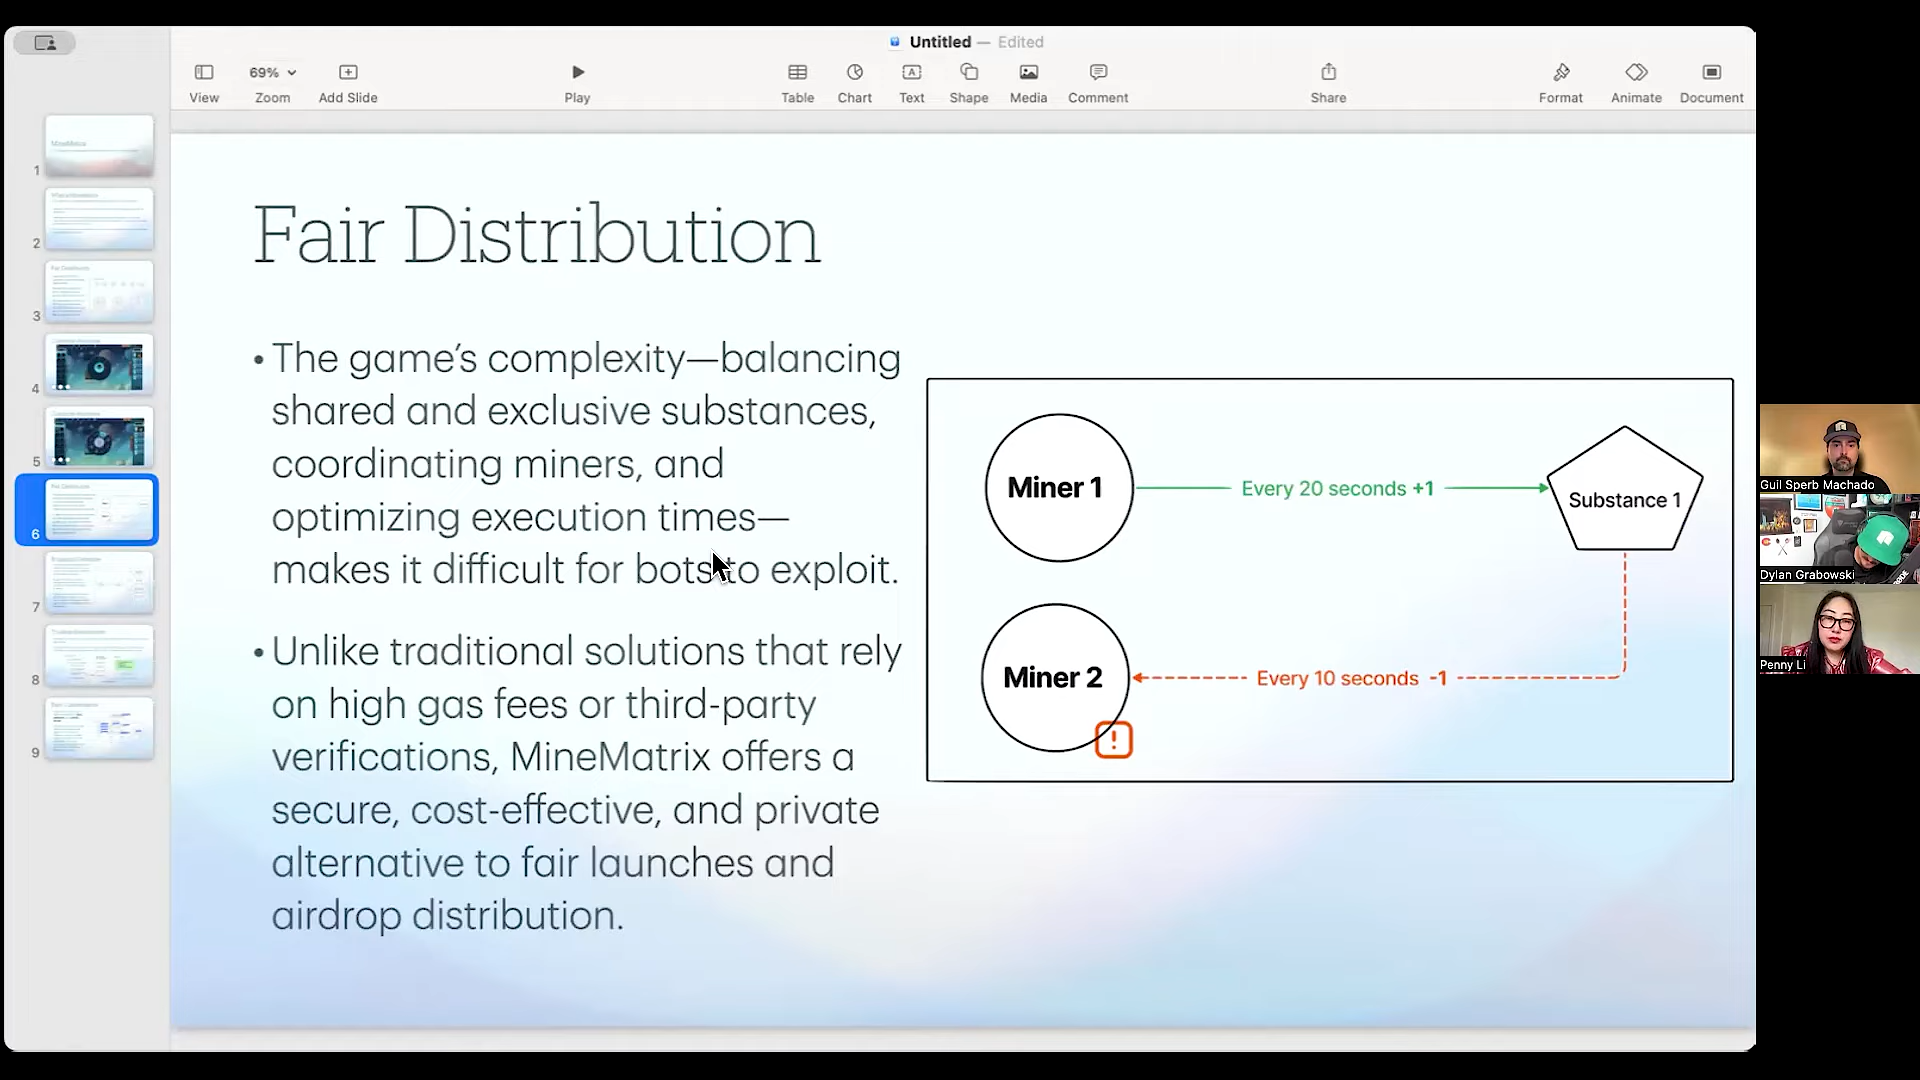 Untitled — Edited
View
69%
Zoom
Add Slide
Play
Table
Chart
Text
Shape
Media
Comment
Share
Format
Animate
Document
1
2
3
4
5
6
7
8
9
Fair Distribution
• The game's complexity—balancing
shared and exclusive substances,
coordinating miners, and
optimizing execution times—
makes it difficult for bots to exploit.
• Unlike traditional solutions that rely
on high gas fees or third-party
verifications, MineMatrix offers a
secure, cost-effective, and private
alternative to fair launches and
airdrop distribution.
Miner 1
Every 20 seconds +1
Substance 1
Miner 2
Every 10 seconds -1
!
Guil Sperb Machado
Dylan Grabowski
Penny Li